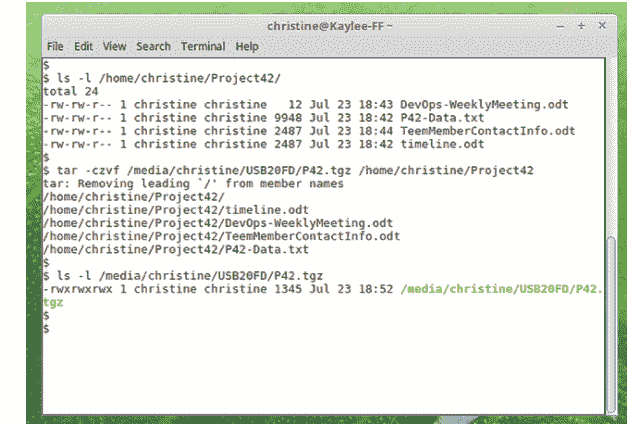 christine@Kaylee-FF ~
File Edit View Search Terminal Help
$
$ ls -l /home/christine/Project42/
total 24
-rw-rw-r-- 1 christine christine   12 Jul 23 18:43 DevOps-WeeklyMeeting.odt
-rw-rw-r-- 1 christine christine 9948 Jul 23 18:42 P42-Data.txt
-rw-rw-r-- 1 christine christine 2487 Jul 23 18:44 TeemMemberContactInfo.odt
-rw-rw-r-- 1 christine christine 2487 Jul 23 18:42 timeline.odt
$
$ tar -czvf /media/christine/USB20FD/P42.tgz /home/christine/Project42
tar: Removing leading `/' from member names
/home/christine/Project42/
/home/christine/Project42/timeline.odt
/home/christine/Project42/DevOps-WeeklyMeeting.odt
/home/christine/Project42/TeemMemberContactInfo.odt
/home/christine/Project42/P42-Data.txt
$
$ ls -l /media/christine/USB20FD/P42.tgz
-rwxrwxrwx 1 christine christine 1345 Jul 23 18:52 /media/christine/USB20FD/P42.
tgz
$
$